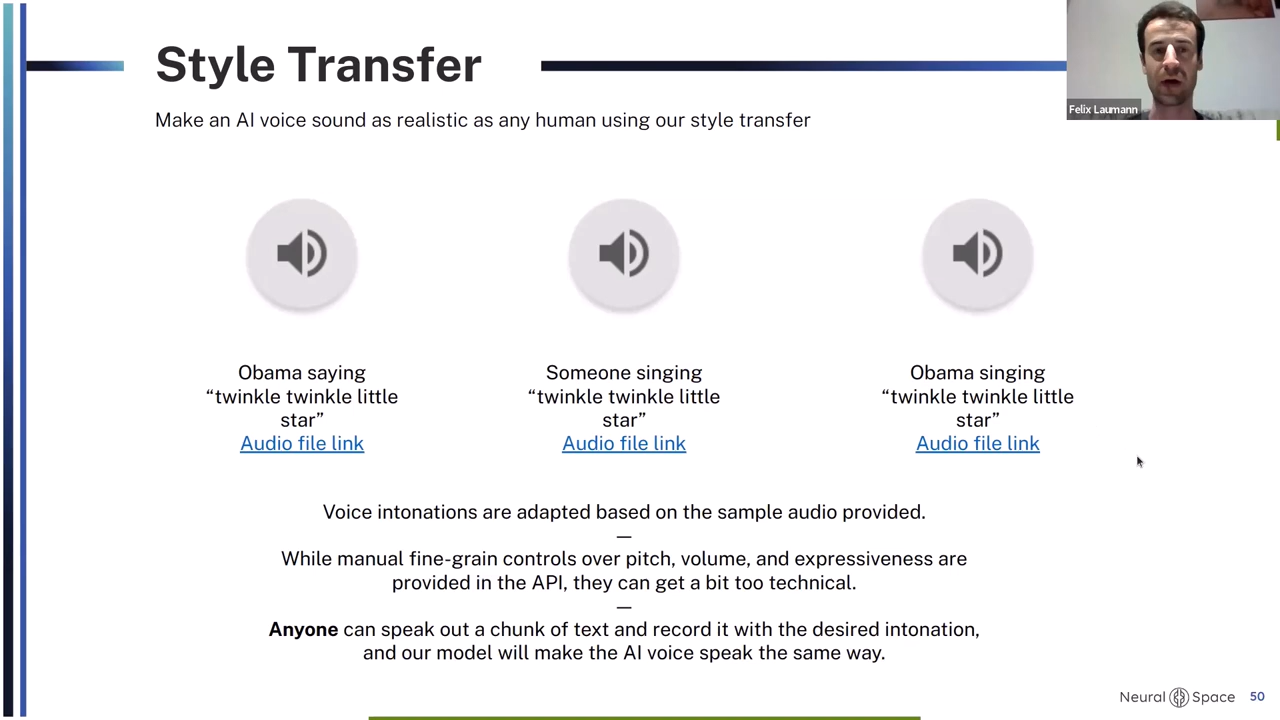 Style Transfer
Make an AI voice sound as realistic as any human using our style transfer
Felix Laumann
Obama saying
“twinkle twinkle little
star”
Audio file link
Someone singing
“twinkle twinkle little
star”
Audio file link
Obama singing
“twinkle twinkle little
star”
Audio file link
Voice intonations are adapted based on the sample audio provided.
—
While manual fine-grain controls over pitch, volume, and expressiveness are
provided in the API, they can get a bit too technical.
—
Anyone can speak out a chunk of text and record it with the desired intonation,
and our model will make the AI voice speak the same way.
Neural Space 50